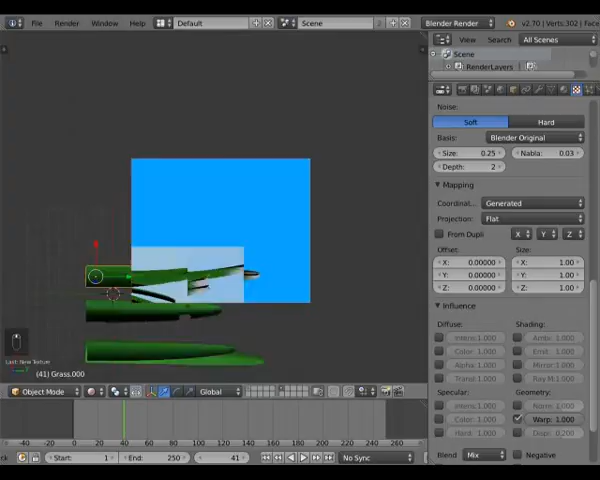 File Render Window Help Default Scene Blender Render v2.70 | Verts:302 | Fa
View Search All Scenes
Scene
RenderLayers
Noise:
Soft Hard
Basis: Blender Original
Size: 0.25 Nabla: 0.03
Depth: 2
Mapping
Coordinat... Generated
Projection: Flat
From Dupli X Y Z
Offset: Size:
X: 0.00000 X: 1.00
Y: 0.00000 Y: 1.00
Z: 0.00000 Z: 1.00
Influence
Diffuse: Shading:
Intens:1.000 Ambi: 1.000
Color: 1.000 Emit: 1.000
Alpha: 1.000 Mirror: 1.000
Trans:1.000 Ray M:1.000
Specular: Geometry:
Intens:1.000 Norm: 1.000
Color: 1.000 Warp: 1.000
Hard: 1.000 Disp: 0.200
Blend Mix Negative
Last: New Texture
(41) Grass.000
Object Mode Global
-40 -20 0 20 40 60 80 100 120 140 160 180 200 220 240 260
Start: 1 End: 250 41 No Sync